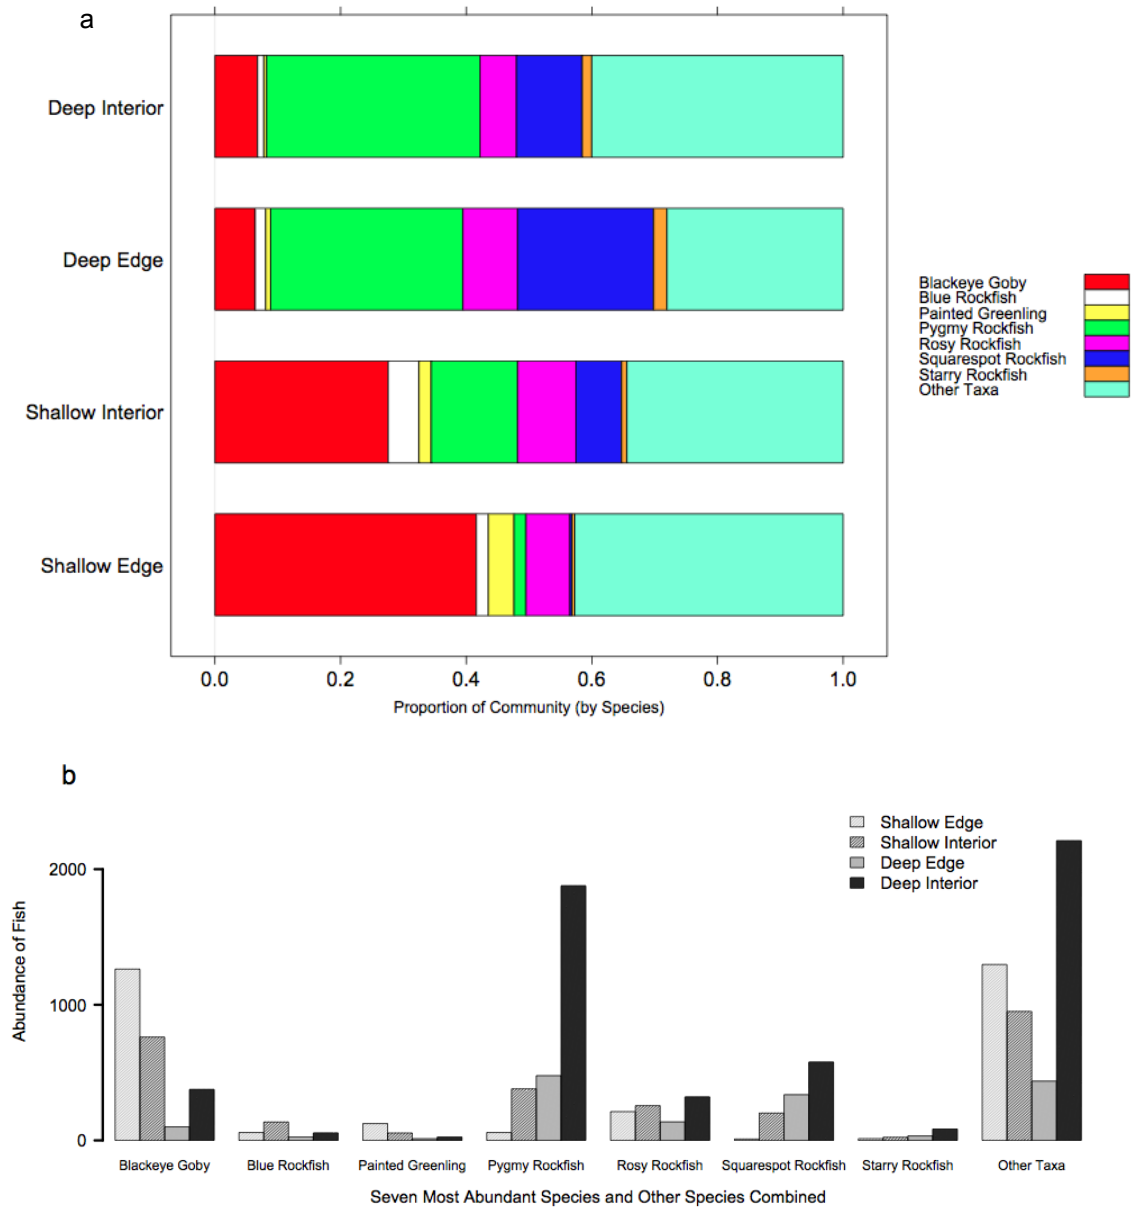 a
Deep Interior
Deep Edge
Shallow Interior
Shallow Edge
0.0 0.2 0.4 0.6 0.8 1.0
Proportion of Community (by Species)
Blackeye Goby
Blue Rockfish
Painted Greenling
Pygmy Rockfish
Rosy Rockfish
Squarespot Rockfish
Starry Rockfish
Other Taxa
b
Shallow Edge
Shallow Interior
Deep Edge
Deep Interior
2000
1000
0
Abundance of Fish
Blackeye Goby Blue Rockfish Painted Greenling Pygmy Rockfish Rosy Rockfish Squarespot Rockfish Starry Rockfish Other Taxa
Seven Most Abundant Species and Other Species Combined